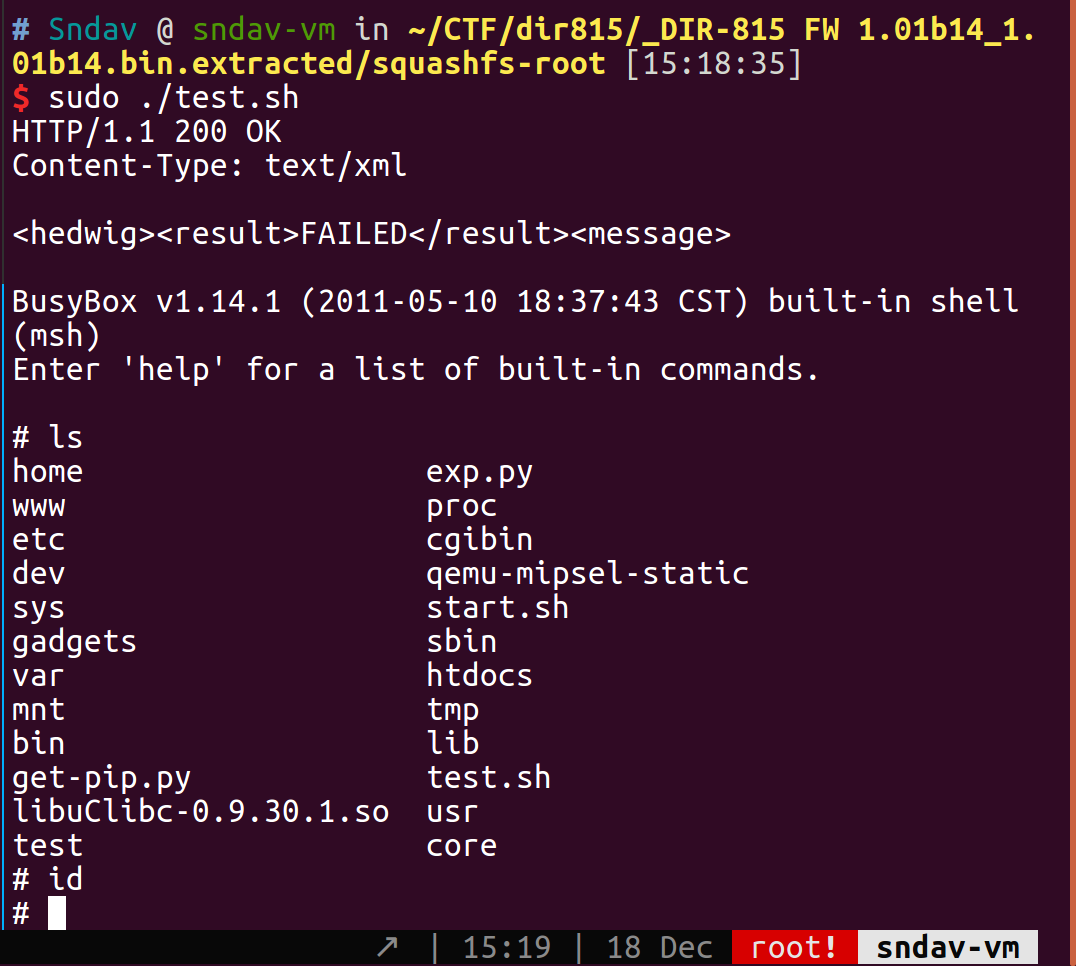 # Sndav @ sndav-vm in ~/CTF/dir815/_DIR-815 FW 1.01b14_1.
01b14.bin.extracted/squashfs-root [15:18:35]
$ sudo ./test.sh
HTTP/1.1 200 OK
Content-Type: text/xml

<hedwig><result>FAILED</result><message>

BusyBox v1.14.1 (2011-05-10 18:37:43 CST) built-in shell
(msh)
Enter 'help' for a list of built-in commands.

# ls
home                   exp.py
www                    proc
etc                    cgibin
dev                    qemu-mipsel-static
sys                    start.sh
gadgets                sbin
var                    htdocs
mnt                    tmp
bin                    lib
get-pip.py             test.sh
libuClibc-0.9.30.1.so  usr
test                   core
# id
#
↗ | 15:19 | 18 Dec root! sndav-vm